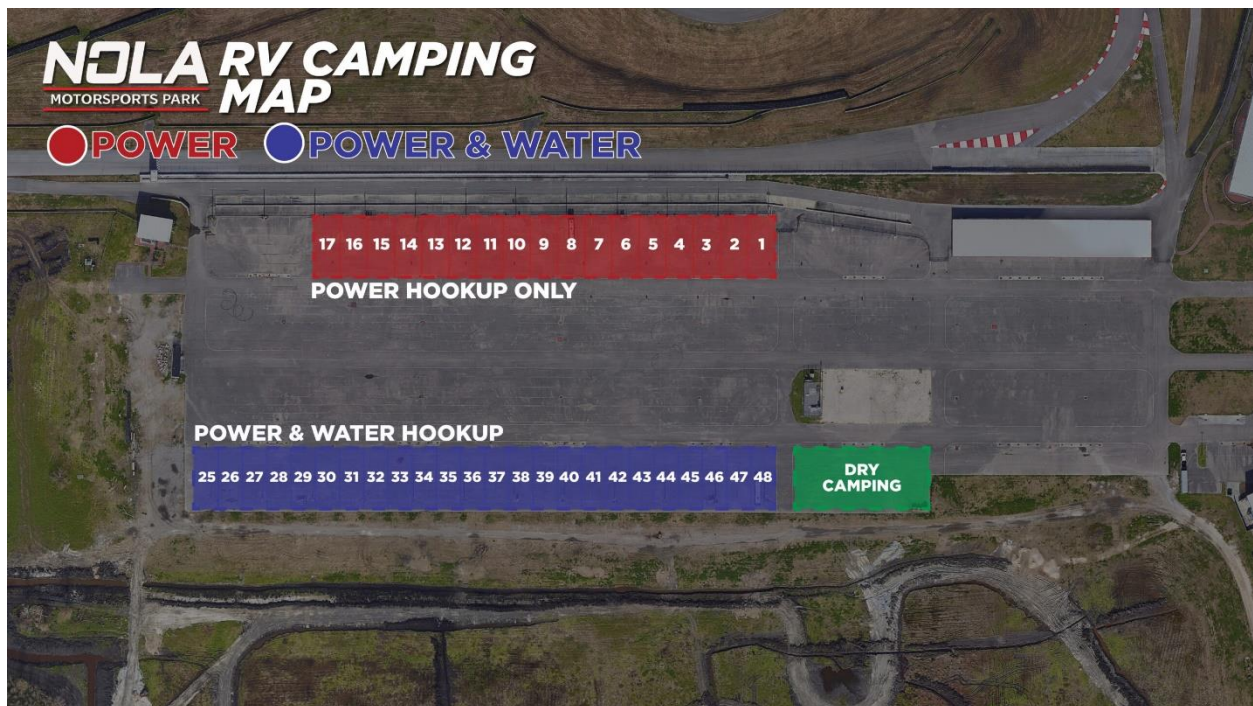 NOLA RV CAMPING
MOTORSPORTS PARK MAP
POWER POWER & WATER
17 16 15 14 13 12 11 10 9 8 7 6 5 4 3 2 1
POWER HOOKUP ONLY
POWER & WATER HOOKUP
25 26 27 28 29 30 31 32 33 34 35 36 37 38 39 40 41 42 43 44 45 46 47 48
DRY
CAMPING